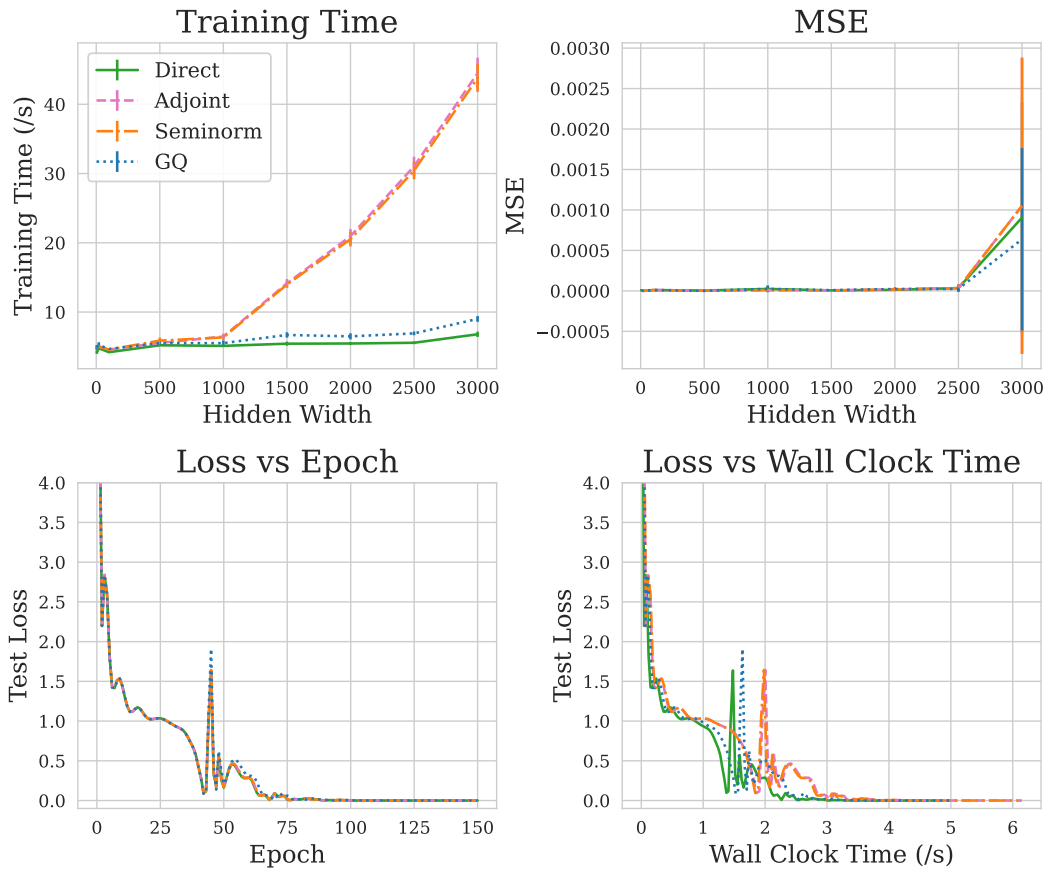 Training Time
MSE
Training Time (/s)
40
30
20
10
Direct
Adjoint
Seminorm
GQ
0 500 1000 1500 2000 2500 3000
Hidden Width
MSE
0.0030
0.0025
0.0020
0.0015
0.0010
0.0005
0.0000
−0.0005
0 500 1000 1500 2000 2500 3000
Hidden Width
Loss vs Epoch
Loss vs Wall Clock Time
Test Loss
4.0
3.5
3.0
2.5
2.0
1.5
1.0
0.5
0.0
0 25 50 75 100 125 150
Epoch
Test Loss
4.0
3.5
3.0
2.5
2.0
1.5
1.0
0.5
0.0
0 1 2 3 4 5 6
Wall Clock Time (/s)